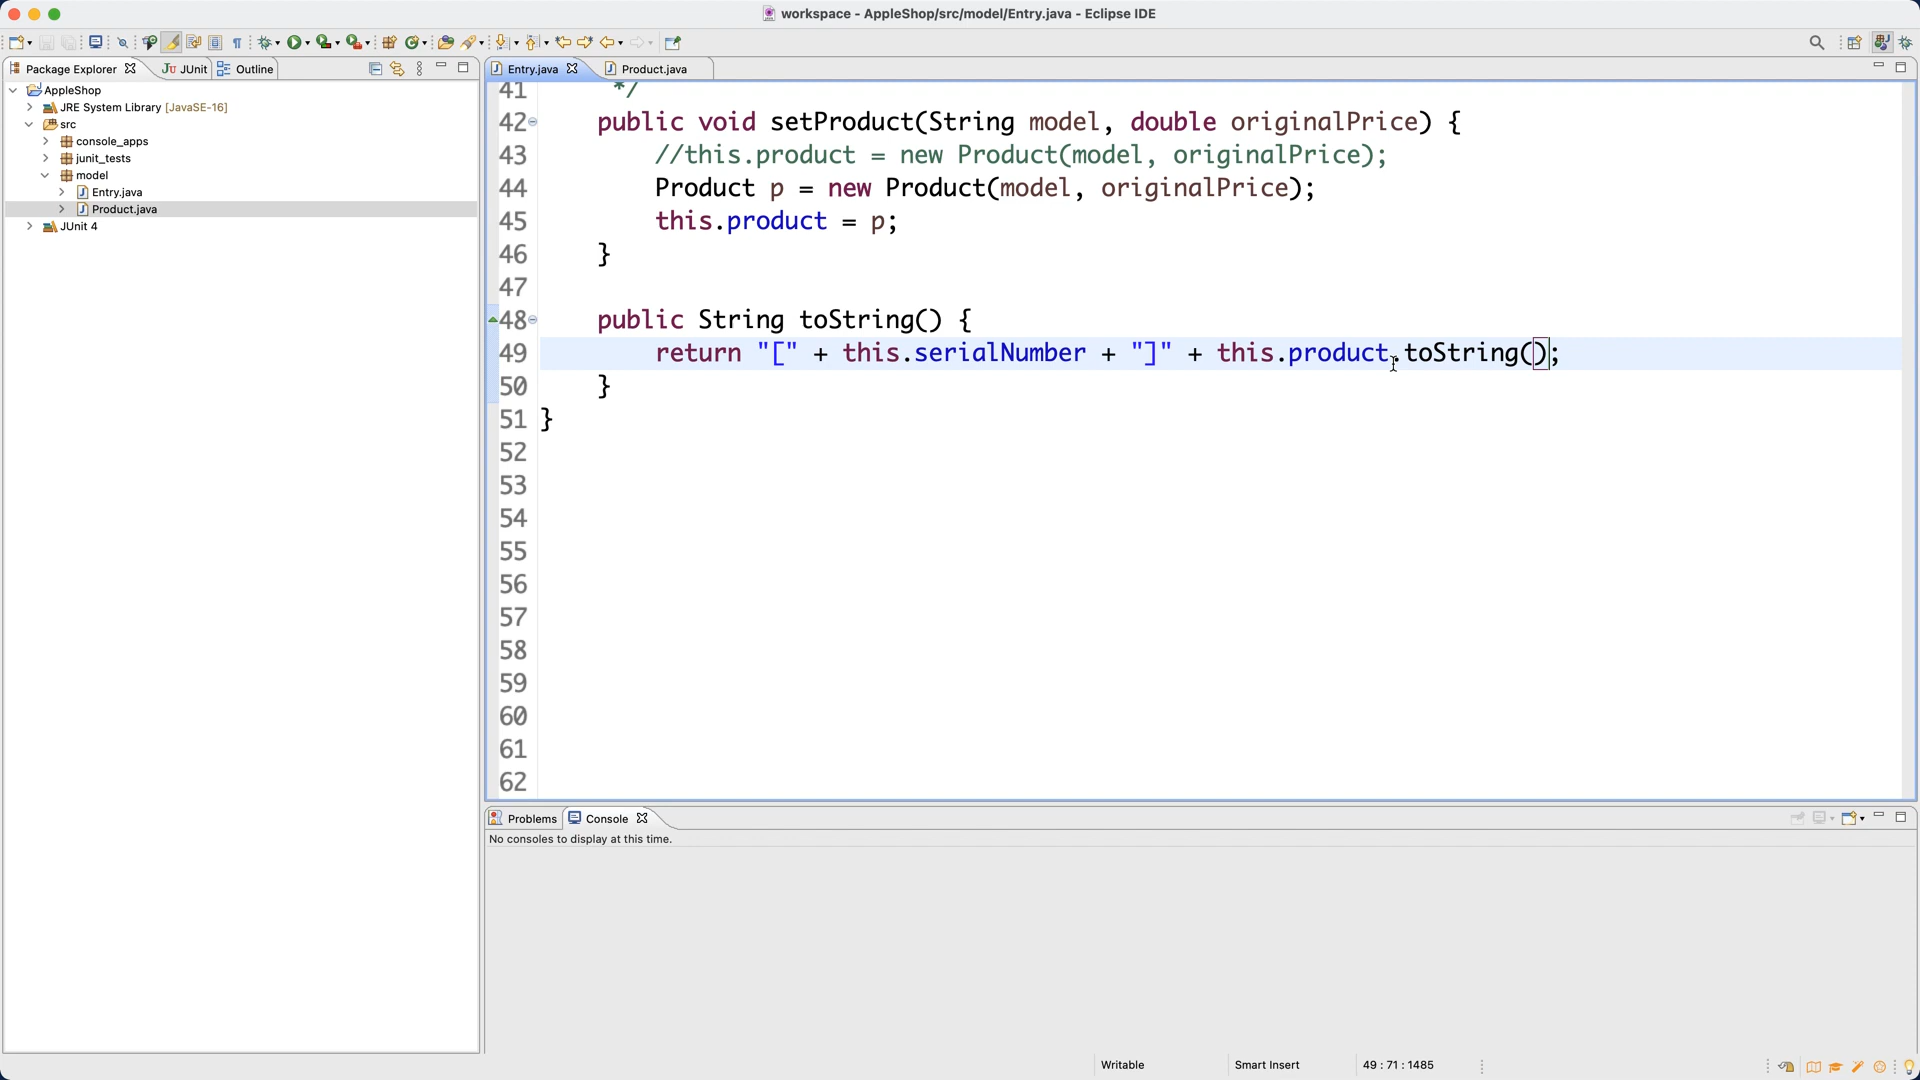 workspace - AppleShop/src/model/Entry.java - Eclipse IDE
Package Explorer
JUnit
Outline
Entry.java
Product.java
AppleShop
JRE System Library [JavaSE-16]
src
console_apps
junit_tests
model
Entry.java
Product.java
JUnit 4
41 */
42 public void setProduct(String model, double originalPrice) {
43 //this.product = new Product(model, originalPrice);
44 Product p = new Product(model, originalPrice);
45 this.product = p;
46 }
47
48 public String toString() {
49 return "[" + this.serialNumber + "]" + this.product.toString();
50 }
51 }
52
53
54
55
56
57
58
59
60
61
62
Problems
Console
No consoles to display at this time.
Writable
Smart Insert
49 : 71 : 1485